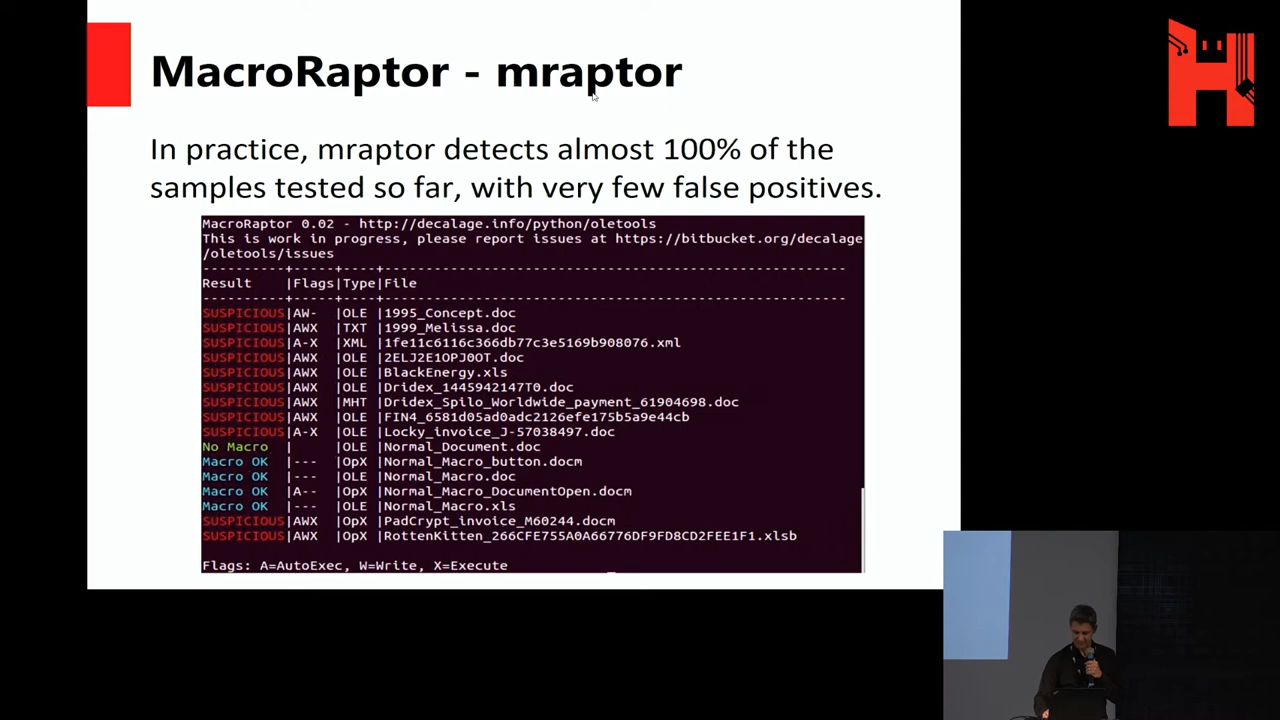 MacroRaptor - mraptor
In practice, mraptor detects almost 100% of the
samples tested so far, with very few false positives.
MacroRaptor 0.02 - http://decalage.info/python/oletools
This is work in progress, please report issues at https://bitbucket.org/decalage
/oletools/issues
----------+-----+----+--------------------------------------------------------
Result    |Flags|Type|File
----------+-----+----+--------------------------------------------------------
SUSPICIOUS|AW-  |OLE |1995_Concept.doc
SUSPICIOUS|AWX  |TXT |1999_Melissa.doc
SUSPICIOUS|A-X  |XML |1fe11c6116c366db77c3e5169b908076.xml
SUSPICIOUS|AWX  |OLE |2ELJ2E1OPJ0OT.doc
SUSPICIOUS|AWX  |OLE |BlackEnergy.xls
SUSPICIOUS|AWX  |OLE |Dridex_1445942147T0.doc
SUSPICIOUS|AWX  |MHT |Dridex_Spilo_Worldwide_payment_61904698.doc
SUSPICIOUS|AWX  |OLE |FIN4_6581d05ad0adc2126efe175b5a9e44cb
SUSPICIOUS|A-X  |OLE |Locky_invoice_J-57038497.doc
No Macro  |     |OLE |Normal_Document.doc
Macro OK  |---  |OpX |Normal_Macro_button.docm
Macro OK  |---  |OLE |Normal_Macro.doc
Macro OK  |A--  |OpX |Normal_Macro_DocumentOpen.docm
Macro OK  |---  |OLE |Normal_Macro.xls
SUSPICIOUS|AWX  |OpX |PadCrypt_invoice_M60244.docm
SUSPICIOUS|AWX  |OpX |RottenKitten_266CFE755A0A66776DF9FD8CD2FEE1F1.xlsb
Flags: A=AutoExec, W=Write, X=Execute